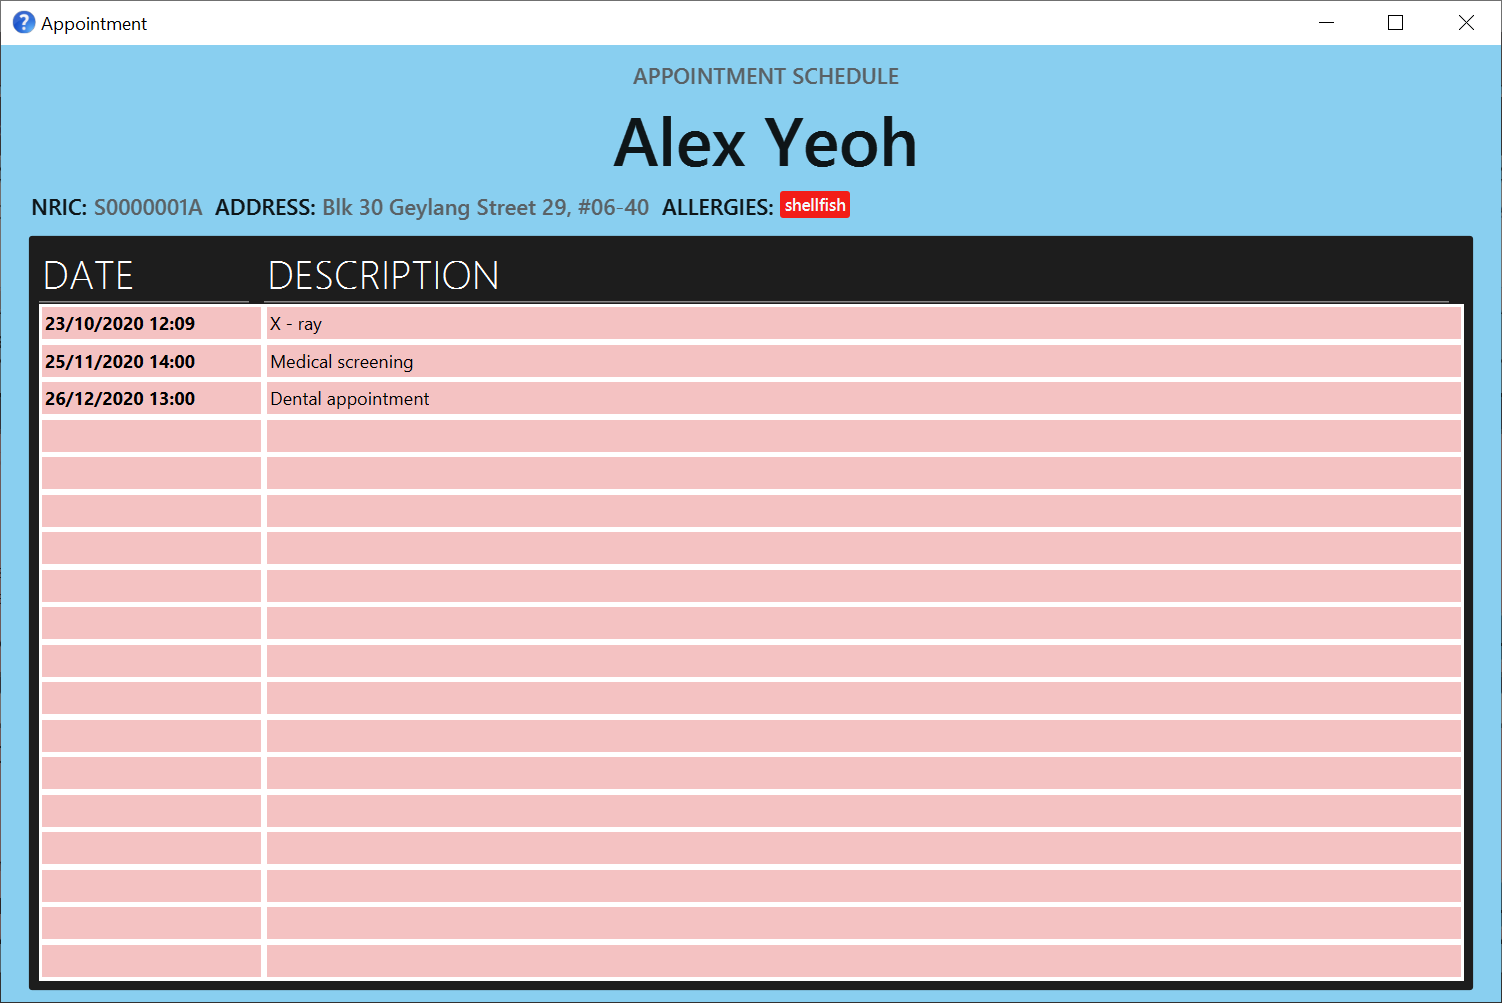 Appointment
APPOINTMENT SCHEDULE
Alex Yeoh
NRIC: S0000001A ADDRESS: Blk 30 Geylang Street 29, #06-40 ALLERGIES: shellfish
DATE DESCRIPTION
23/10/2020 12:09 X - ray
25/11/2020 14:00 Medical screening
26/12/2020 13:00 Dental appointment